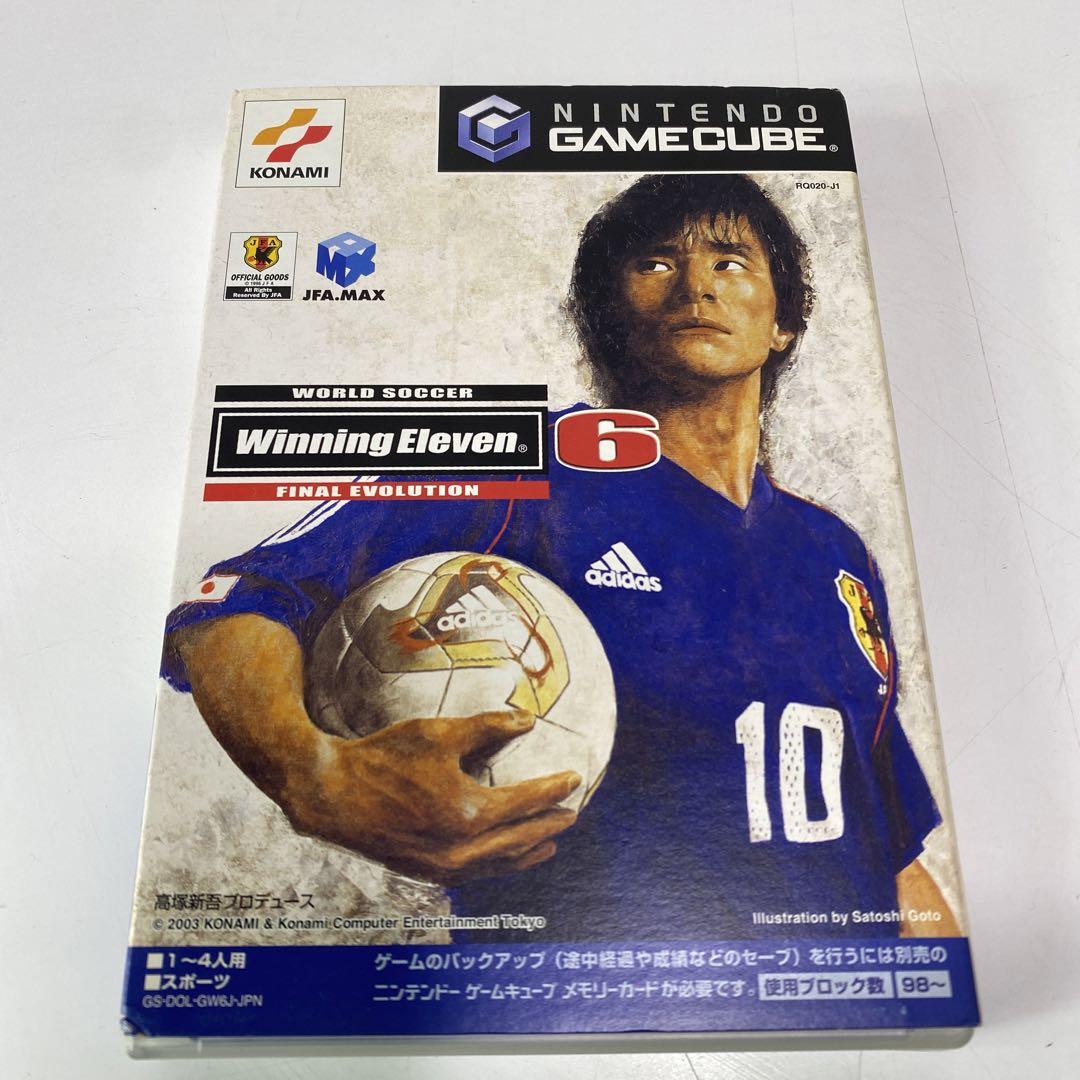 KONAMI
NINTENDO
GAMECUBE®
RQ020-J1
JFA
OFFICIAL GOODS
© 1996 J F A
All Rights
Reserved By JFA
JFA.MAX
WORLD SOCCER
Winning Eleven® 6
FINAL EVOLUTION
adidas
adidas
10
高塚新吾プロデュース
© 2003 KONAMI & Konami Computer Entertainment Tokyo
Illustration by Satoshi Goto
■1〜4人用
■スポーツ
GS-DOL-GW6J-JPN
ゲームのバックアップ（途中経過や成績などのセーブ）を行うには別売の
ニンテンドー ゲームキューブ メモリーカードが必要です。 使用ブロック数 98〜